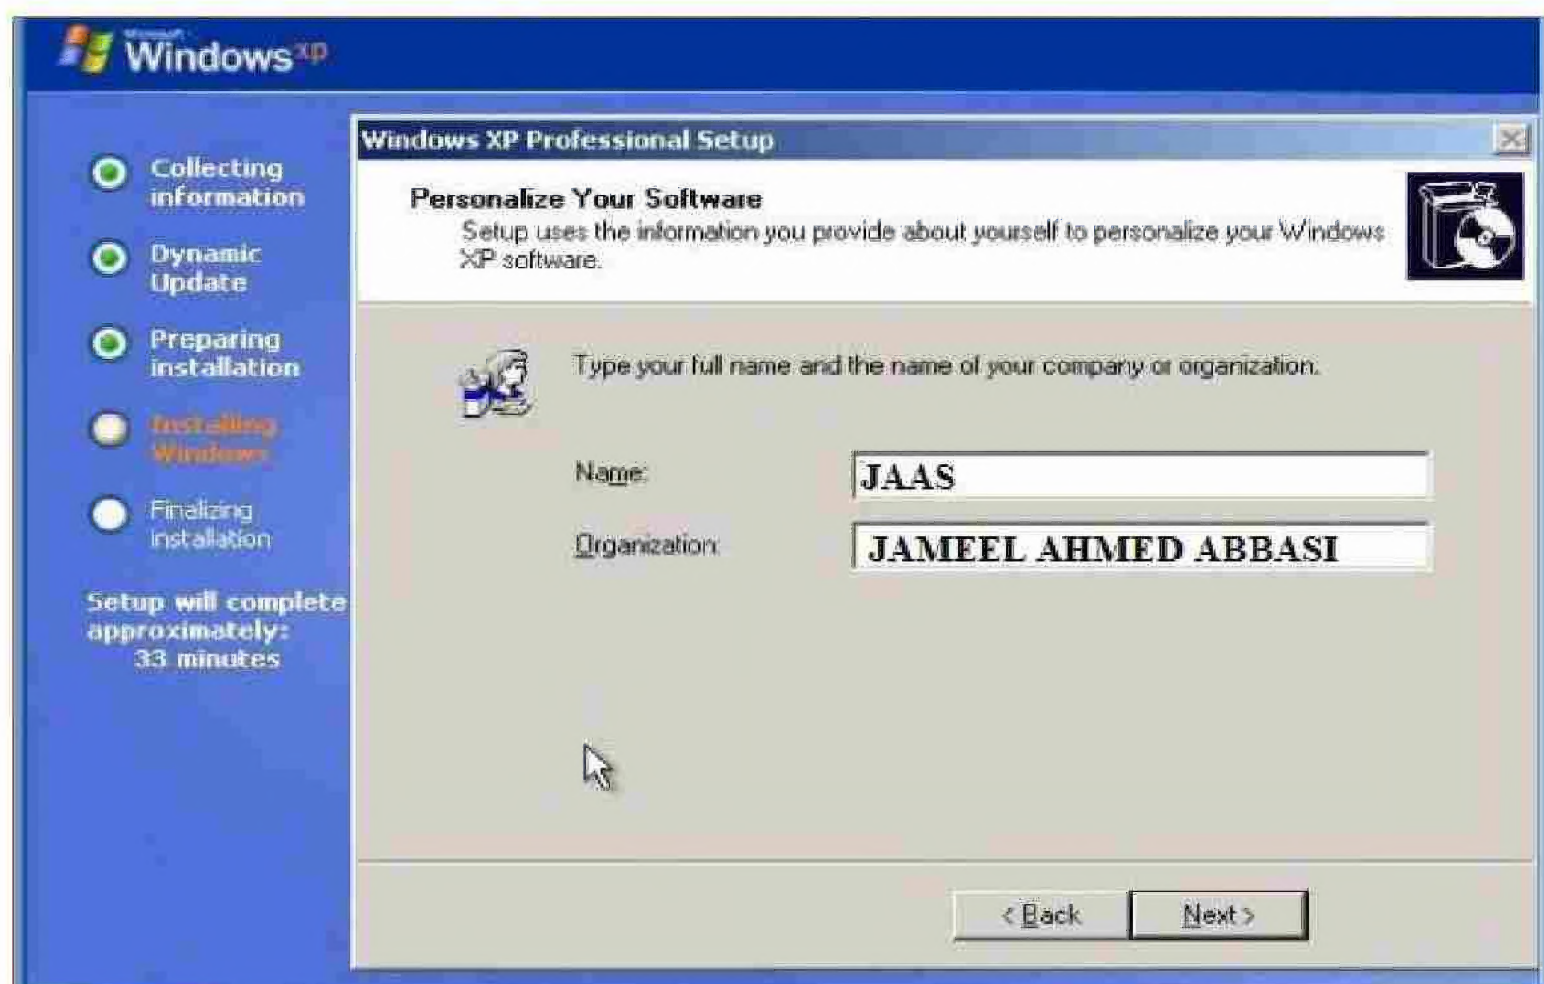 Microsoft
Windows xp
Collecting
information
Dynamic
Update
Preparing
installation
Installing
Windows
Finalizing
installation
Setup will complete
approximately:
33 minutes
Windows XP Professional Setup
Personalize Your Software
Setup uses the information you provide about yourself to personalize your Windows
XP software.
Type your full name and the name of your company or organization.
Name:
JAAS
Organization:
JAMEEL AHMED ABBASI
< Back
Next >